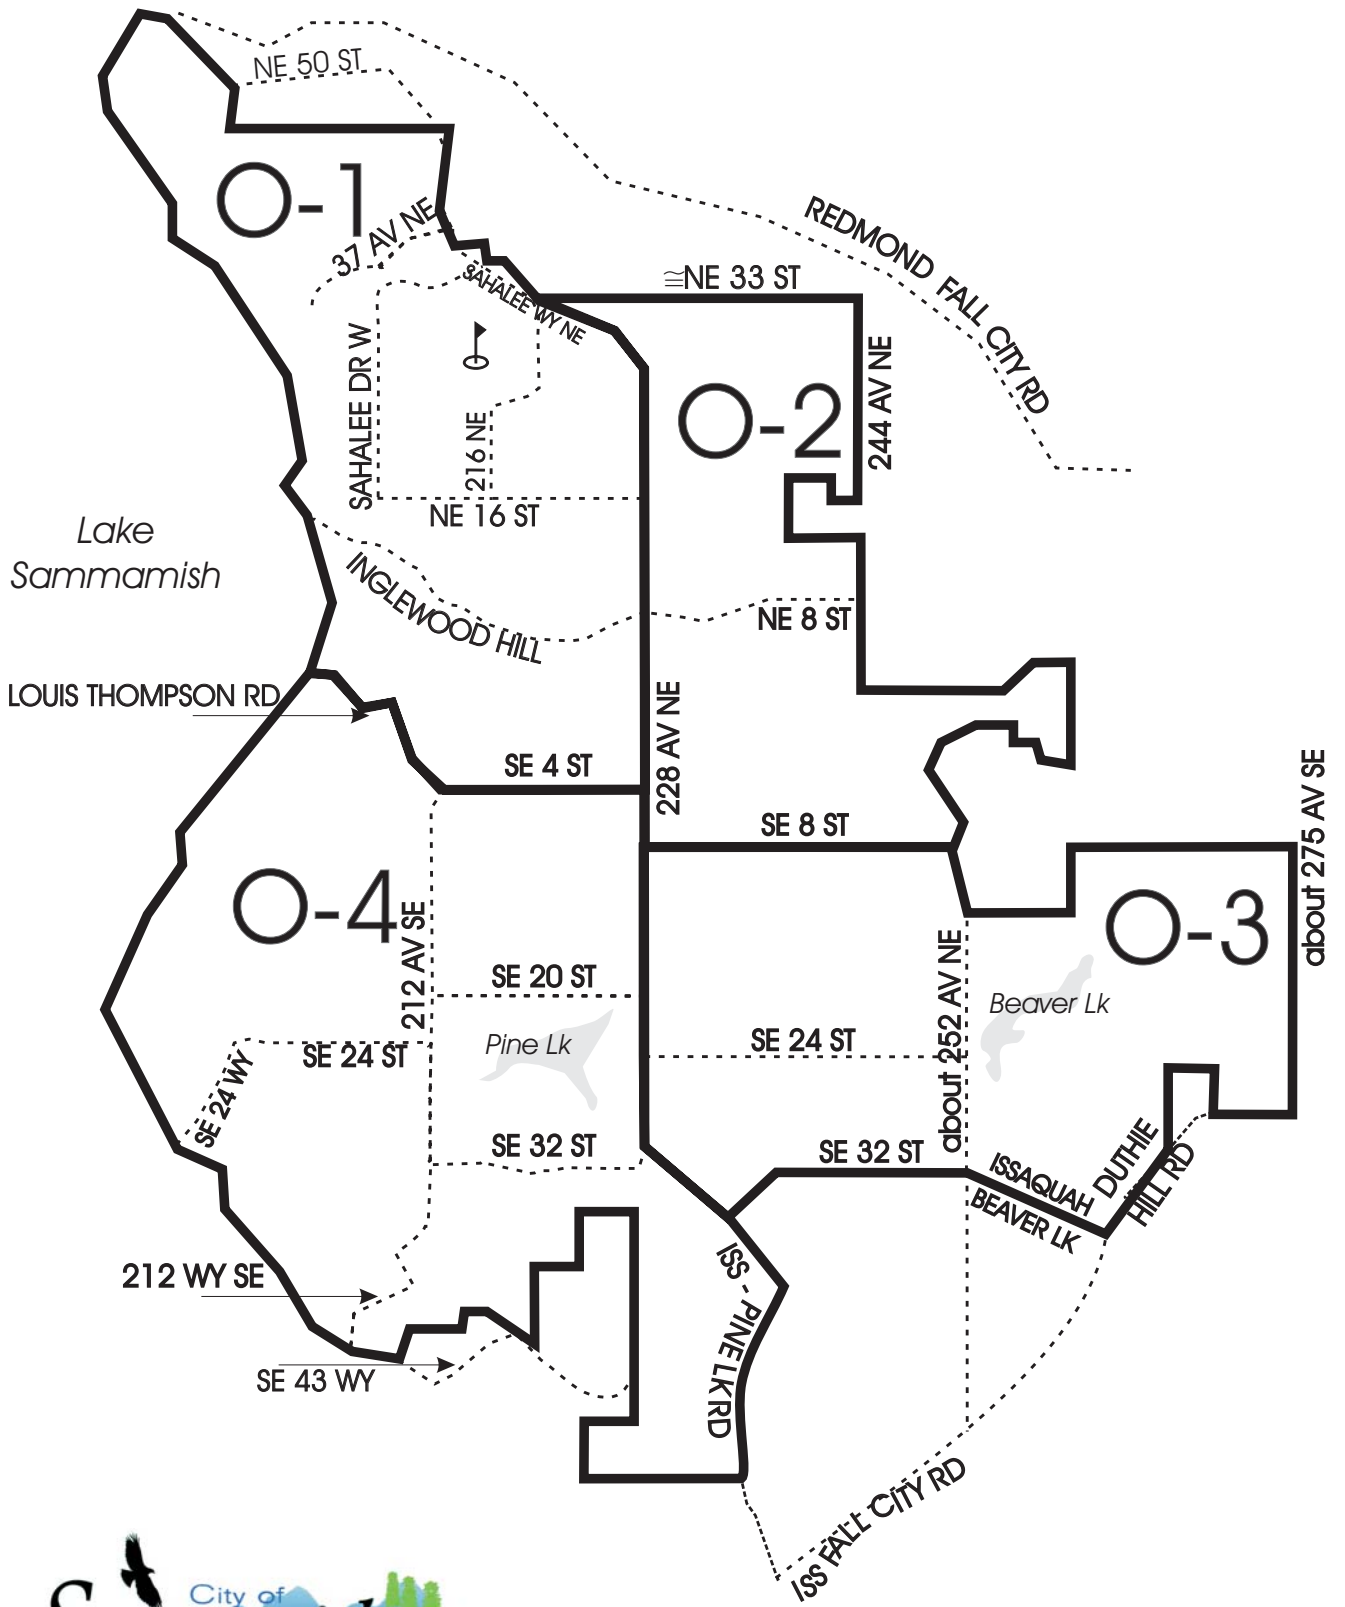 NE 50 ST
O-1
37 AV NE
REDMOND FALL CITY RD
≅NE 33 ST
SAHALEE WY NE
SAHALEE DR W
216 NE
O-2
244 AV NE
NE 16 ST
Lake
Sammamish
INGLEWOOD HILL
NE 8 ST
LOUIS THOMPSON RD
228 AV NE
SE 4 ST
SE 8 ST
about 275 AV SE
O-4
212 AV SE
O-3
SE 20 ST
about 252 AV NE
Beaver Lk
Pine Lk
SE 24 ST
SE 24 ST
SE 24 WY
SE 32 ST
SE 32 ST
ISSAQUAH
BEAVER LK
DUTHIE
HILL RD
212 WY SE
ISS - PINE LK RD
SE 43 WY
ISS FALL CITY RD
City of